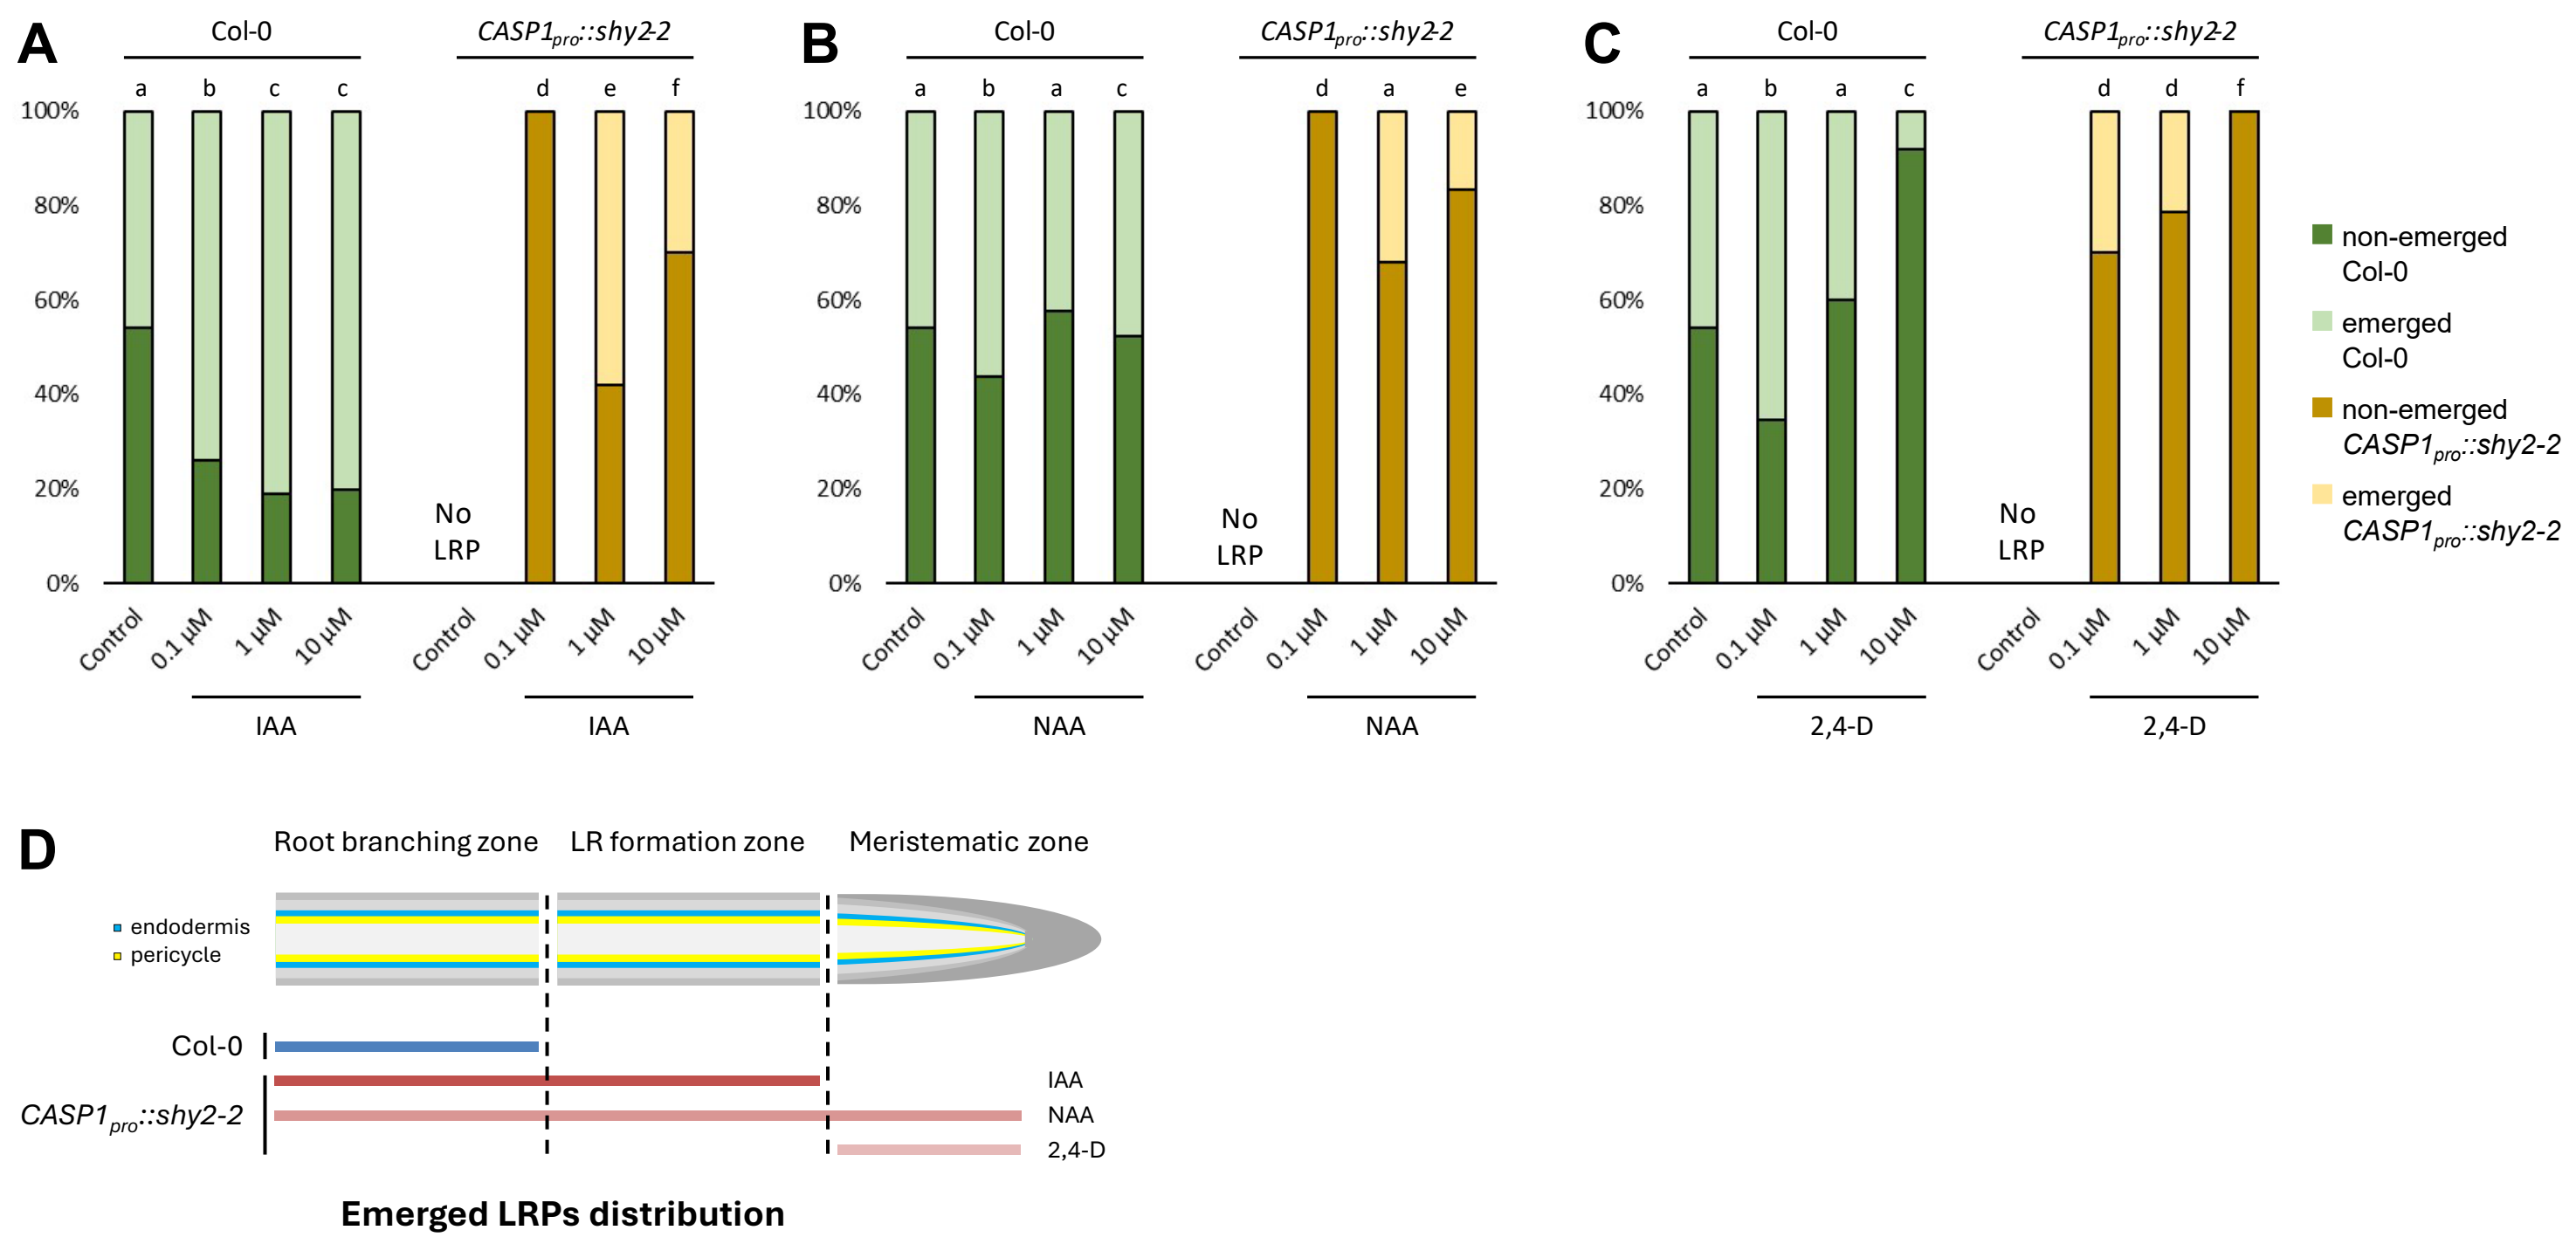 A
Col-0
CASP1pro::shy2-2
a b c c d e f
100%
80%
60%
40%
20%
0%
No
LRP
Control 0.1 µM 1 µM 10 µM Control 0.1 µM 1 µM 10 µM
IAA IAA
B
Col-0
CASP1pro::shy2-2
a b a c d a e
100%
80%
60%
40%
20%
0%
No
LRP
Control 0.1 µM 1 µM 10 µM Control 0.1 µM 1 µM 10 µM
NAA NAA
C
Col-0
CASP1pro::shy2-2
a b a c d d f
100%
80%
60%
40%
20%
0%
No
LRP
Control 0.1 µM 1 µM 10 µM Control 0.1 µM 1 µM 10 µM
2,4-D 2,4-D
non-emerged
Col-0
emerged
Col-0
non-emerged
CASP1pro::shy2-2
emerged
CASP1pro::shy2-2
D
Root branching zone LR formation zone Meristematic zone
endodermis
pericycle
Col-0
IAA
CASP1pro::shy2-2 NAA
2,4-D
Emerged LRPs distribution